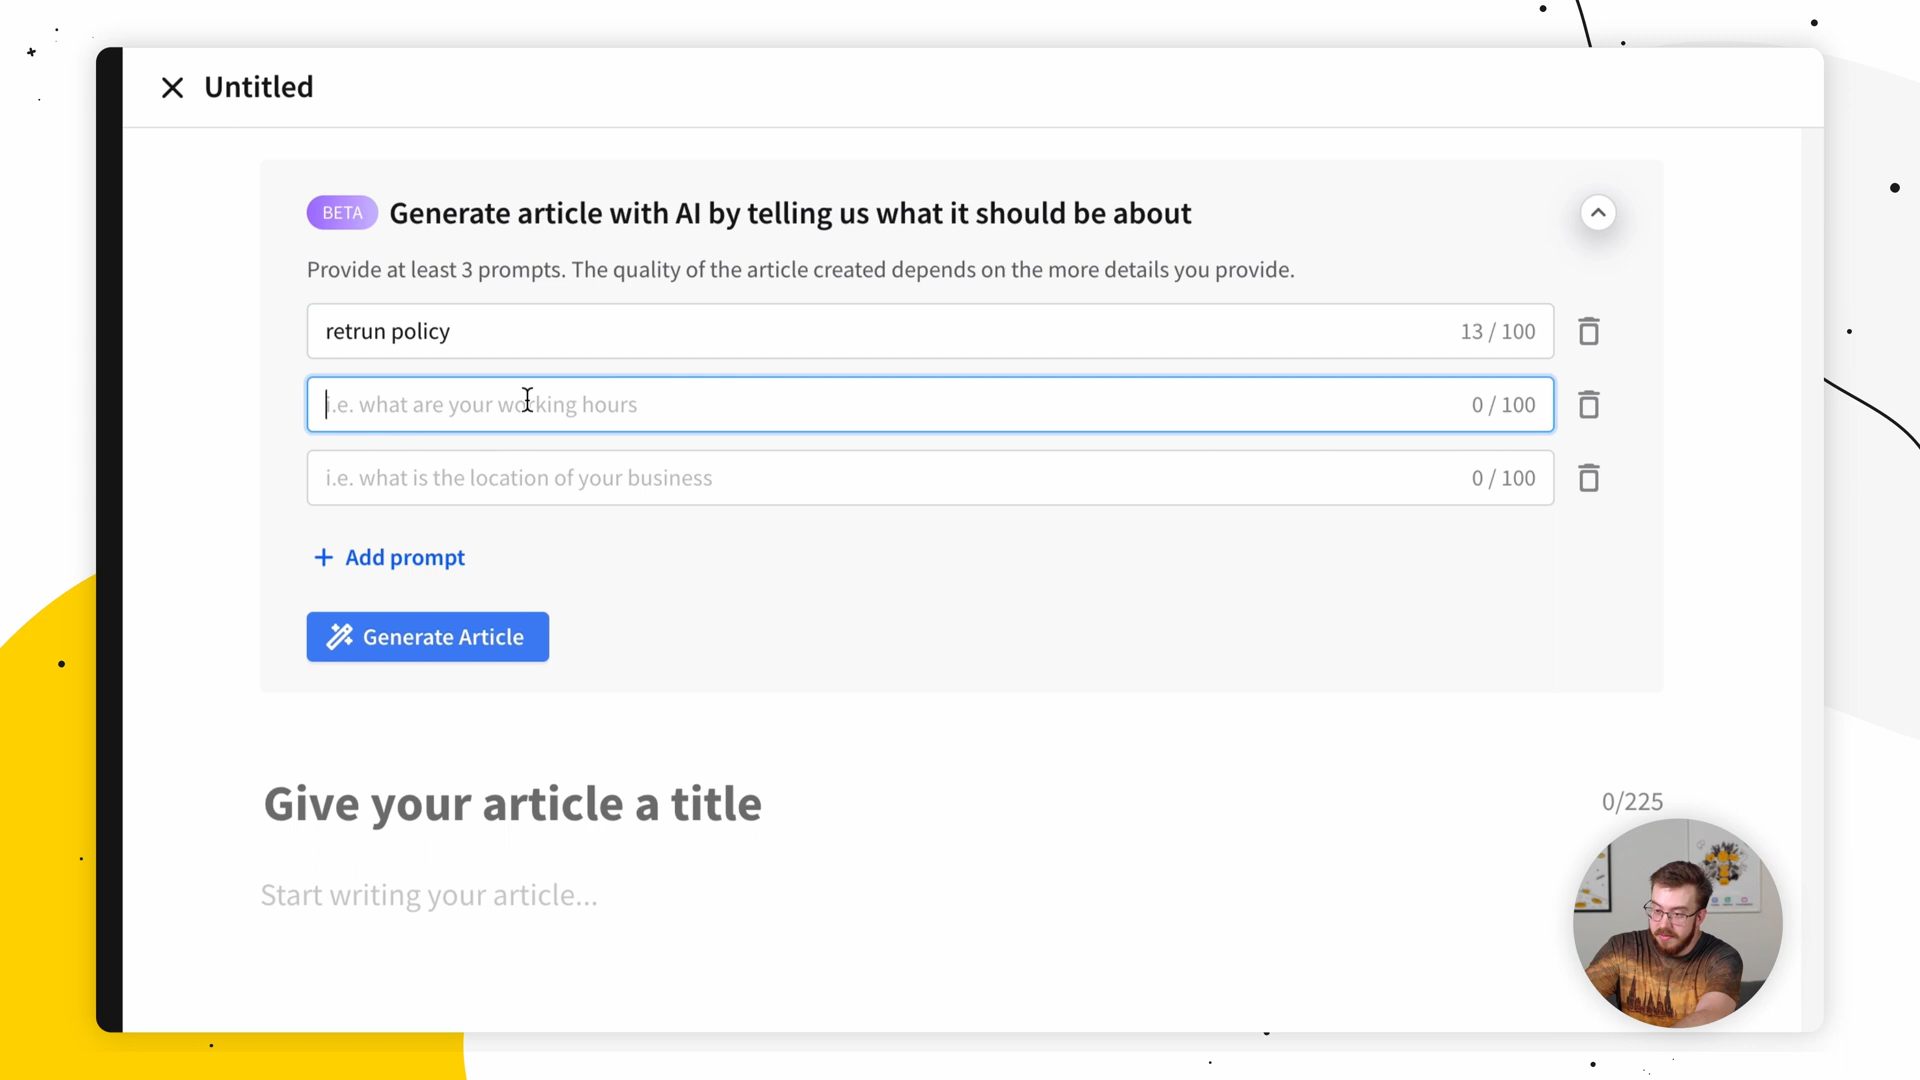 Untitled
BETA Generate article with AI by telling us what it should be about
Provide at least 3 prompts. The quality of the article created depends on the more details you provide.
retrun policy 13 / 100
i.e. what are your working hours 0 / 100
i.e. what is the location of your business 0 / 100
+ Add prompt
Generate Article
Give your article a title 0/225
Start writing your article...